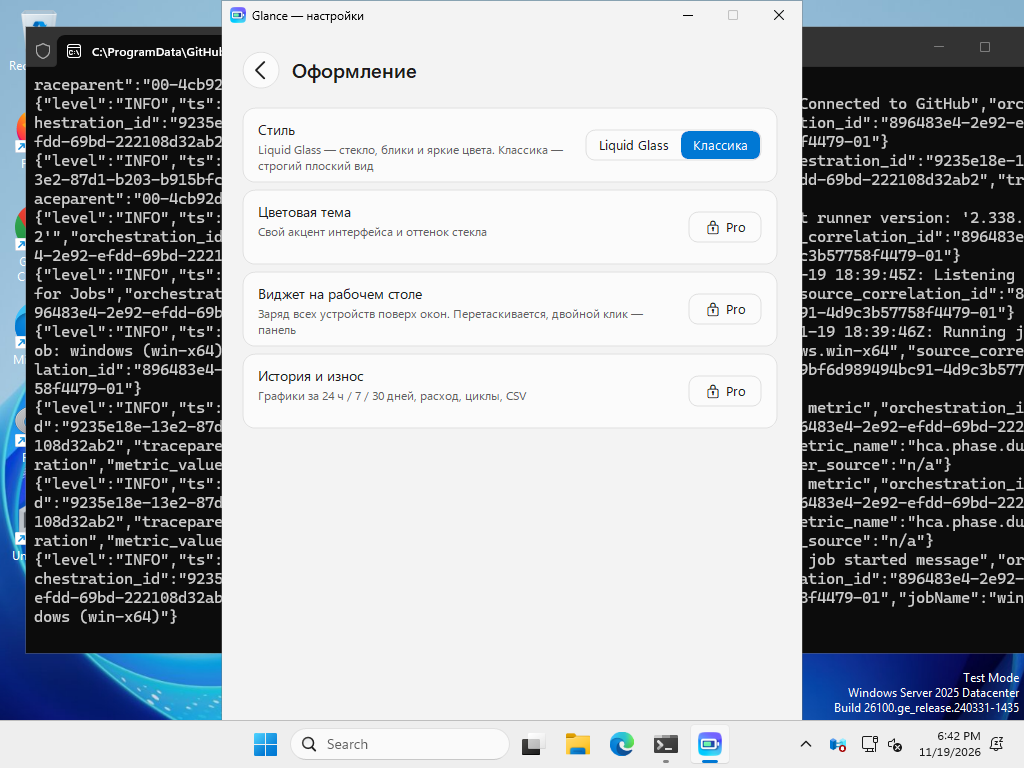 Glance — настройки
Оформление
Стиль
Liquid Glass — стекло, блики и яркие цвета. Классика —
строгий плоский вид
Liquid Glass
Классика
Цветовая тема
Свой акцент интерфейса и оттенок стекла
Pro
Виджет на рабочем столе
Заряд всех устройств поверх окон. Перетаскивается, двойной клик —
панель
Pro
История и износ
Графики за 24 ч / 7 / 30 дней, расход, циклы, CSV
Pro
C:\ProgramData\GitHu
raceparent":"00-4cb92
{"level":"INFO","ts":
hestration_id":"9235e
fdd-69bd-222108d32ab2
{"level":"INFO","ts":
3e2-87d1-b203-b915bfc
aceparent":"00-4cb92d
{"level":"INFO","ts":
2'","orchestration_id
4-2e92-efdd-69bd-2221
{"level":"INFO","ts":
for Jobs","orchestrat
96483e4-2e92-efdd-69b
{"level":"INFO","ts":
ob: windows (win-x64)
lation_id":"896483e4-
58f4479-01"}
{"level":"INFO","ts":
d":"9235e18e-13e2-87d
108d32ab2","tracepare
ration","metric_value
{"level":"INFO","ts":
d":"9235e18e-13e2-87d
108d32ab2","tracepare
ration","metric_value
{"level":"INFO","ts":
chestration_id":"9235
efdd-69bd-222108d32ab
dows (win-x64)"}
Connected to GitHub","orc
tion_id":"896483e4-2e92-e
f4479-01"}
hestration_id":"9235e18e-1
dd-69bd-222108d32ab2","tr
t runner version: '2.338.
_correlation_id":"896483e
c3b57758f4479-01"}
-19 18:39:45Z: Listening
source_correlation_id":"8
91-4d9c3b57758f4479-01"}
1-19 18:39:46Z: Running j
ws.win-x64","source_corre
9bf6d989494bc91-4d9c3b577
metric","orchestration_i
6483e4-2e92-efdd-69bd-222
etric_name":"hca.phase.du
er_source":"n/a"}
metric","orchestration_i
6483e4-2e92-efdd-69bd-222
etric_name":"hca.phase.du
_source":"n/a"}
job started message","or
ation_id":"896483e4-2e92-
8f4479-01","jobName":"win
Test Mode
Windows Server 2025 Datacenter
Build 26100.ge_release.240331-1435
Search
6:42 PM
11/19/2026